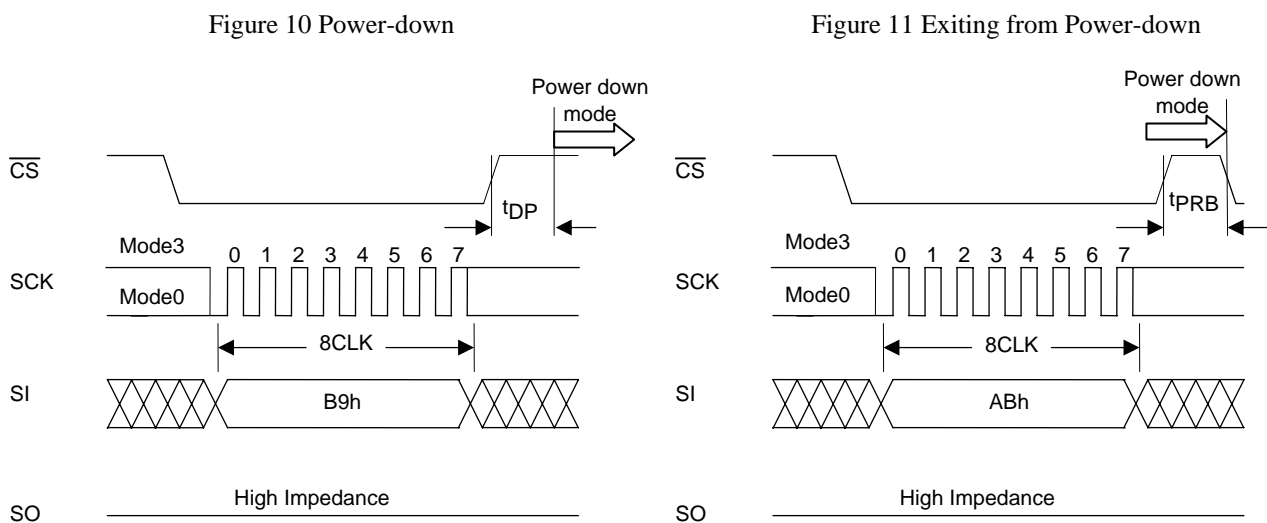 Figure 10 Power-down
Power down
mode
CS
tDP
Mode3
0 1 2 3 4 5 6 7
SCK
Mode0
8CLK
SI
B9h
High Impedance
SO
Figure 11 Exiting from Power-down
Power down
mode
CS
tPRB
Mode3
0 1 2 3 4 5 6 7
SCK
Mode0
8CLK
SI
ABh
High Impedance
SO